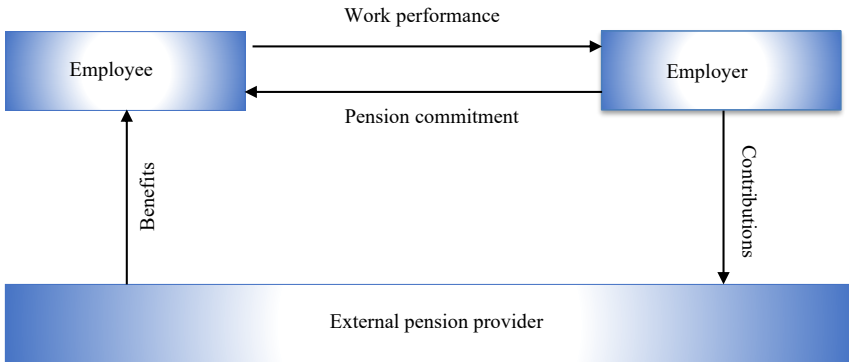 Work performance
Employee
Employer
Pension commitment
Benefits
Contributions
External pension provider